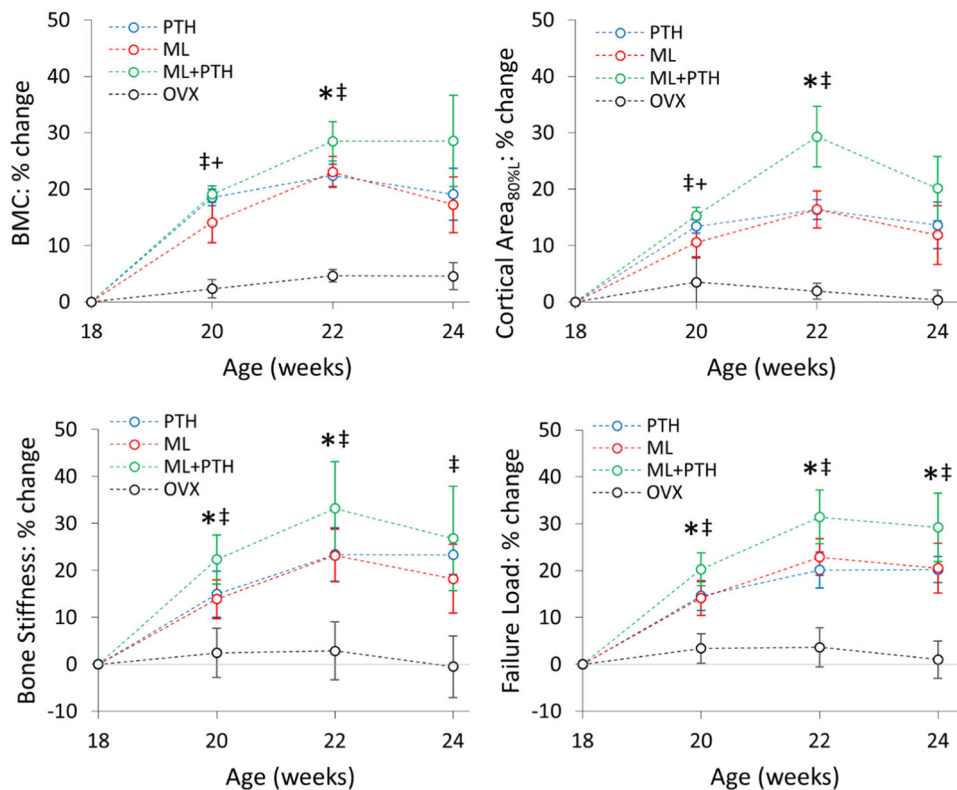 PTH
ML
ML+PTH
OVX
BMC: % change
50
40
30
20
10
0
‡+
*‡
18
20
22
24
Age (weeks)
PTH
ML
ML+PTH
OVX
Cortical Area80%L: % change
50
40
30
20
10
0
‡+
*‡
18
20
22
24
Age (weeks)
PTH
ML
ML+PTH
OVX
Bone Stiffness: % change
50
40
30
20
10
0
-10
*‡
*‡
‡
18
20
22
24
Age (weeks)
PTH
ML
ML+PTH
OVX
Failure Load: % change
50
40
30
20
10
0
-10
*‡
*‡
*‡
18
20
22
24
Age (weeks)